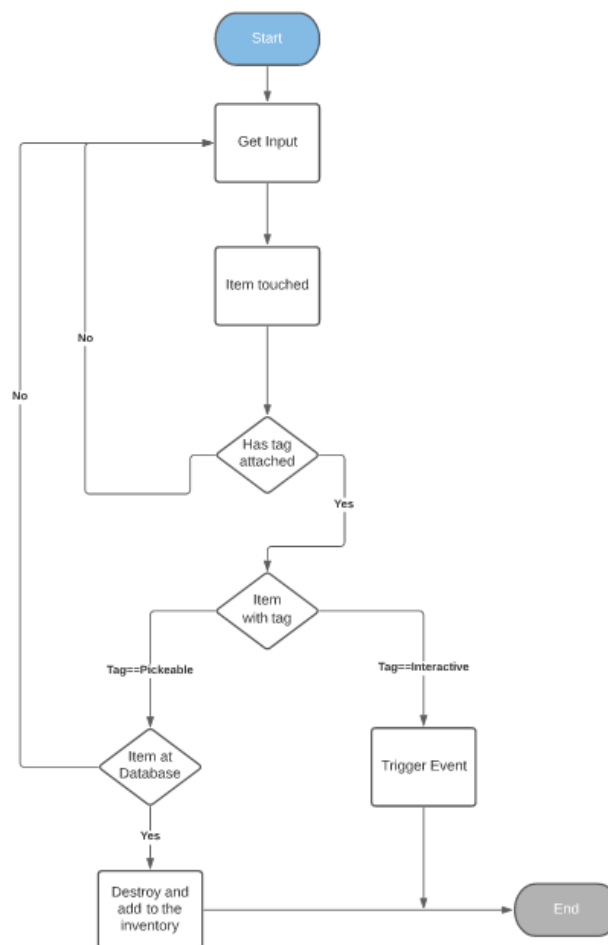 Start
Get Input
Item touched
No
No
Has tag
attached
Yes
Item
with tag
Tag==Pickeable
Tag==Interactive
Item at
Database
Trigger Event
Yes
Destroy and
add to the
inventory
End